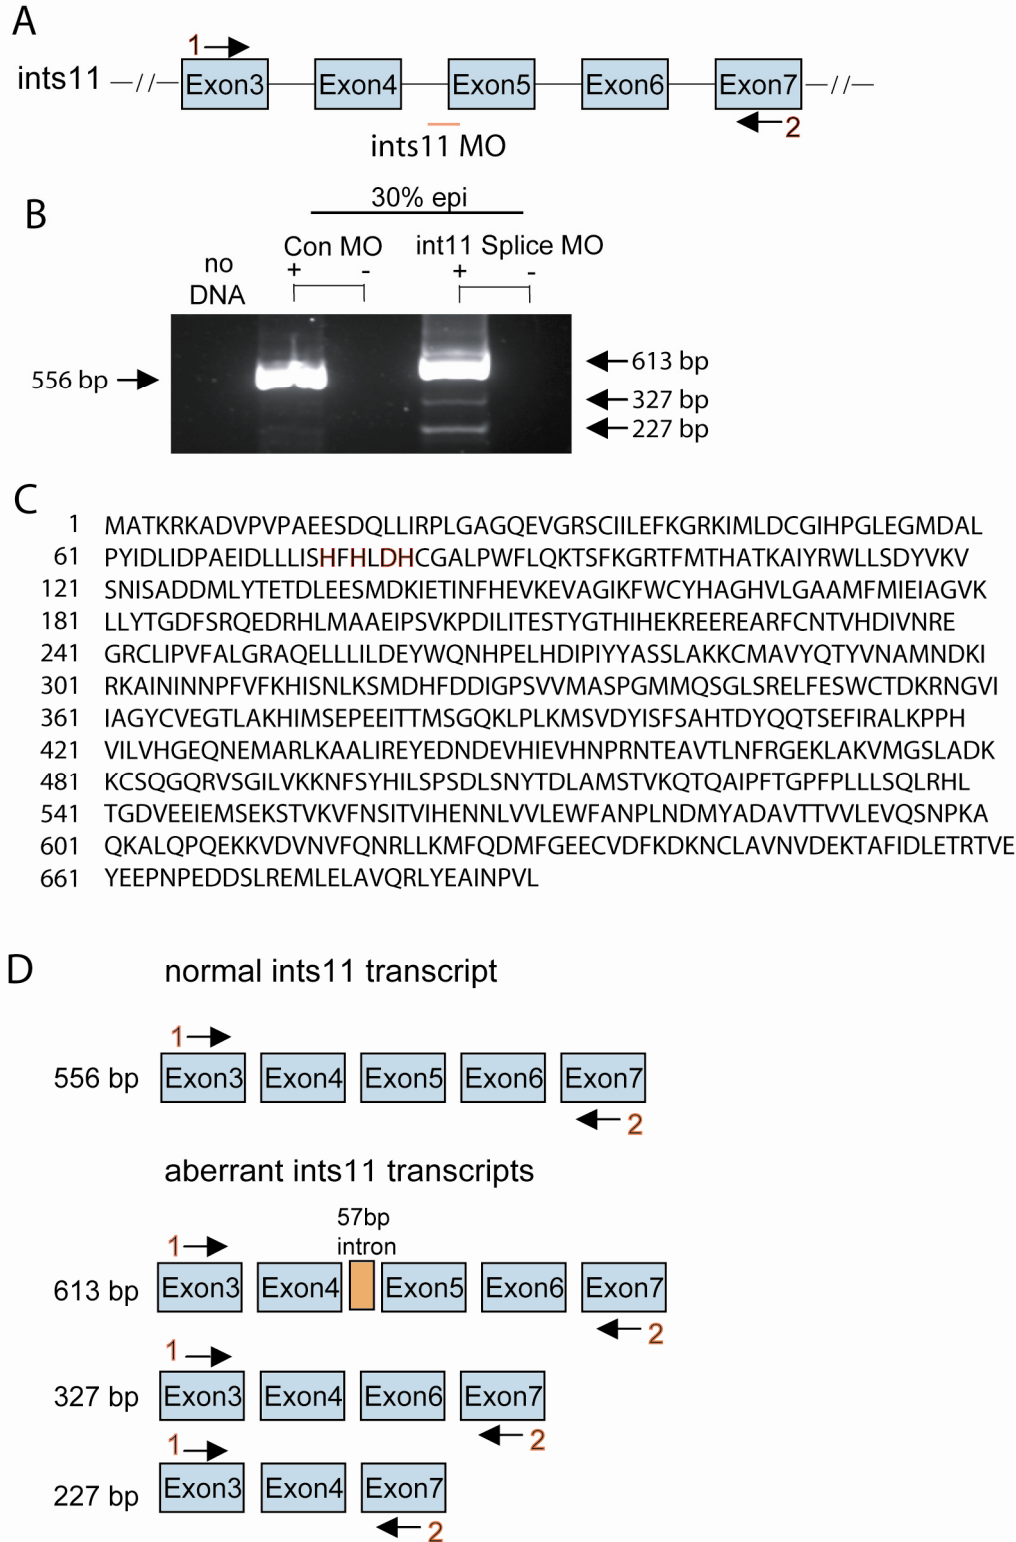 A
1
ints11
Exon3 Exon4 Exon5 Exon6 Exon7
2
ints11 MO
B
30% epi
Con MO int11 Splice MO
no DNA
+ - + -
556 bp
613 bp
327 bp
227 bp
C
1 MATKRKADVPVPAEESDQLLIRPLGAGQEVGRSCIILEFKGRKIMLDCGIHPGLEGMDAL
61 PYIDLIDPAEIDLLLISHFHLDHCGALPWFLQKTSFKGRTFMTHATKAIYRWLLSDYVKV
121 SNISADDMLYTETDLEESMDKIETINFHEVKEVAGIKFWCYHAGHVLGAAMFMIEIAGVK
181 LLYTGDFSRQEDRHLMAAEIPSVKPDILITESTYGTHIHEKREEREARFCNTVHDIVNRE
241 GRCLIPVFALGRAQELLLILDEYWQNHPELHDIPIYYASSLAKKCMAVYQTYVNAMNDKI
301 RKAININNPFVFKHISNLKSMDHFDDIGPSVVMASPGMMQSGLSRELFESWCTDKRNGVI
361 IAGYCVEGTLAKHIMSEPEEITTMSGQKLPLKMSVDYISFSAHTDYQQTSEFIRALKPPH
421 VILVHGEQNEMARLKAALIREYEDNDEVHIEVHNPRNTEAVTLNFRGEKLAKVMGSLADK
481 KCSQGQRVSGILVKKNFSYHILSPSDLSNYTDLAMSTVKQTQAIPFTGPFPLLLSQLRHL
541 TGDVEEIEMSEKSTVKVFNSITVIHENNLVVLEWFANPLNDMYADAVTTVVLEVQSNPKA
601 QKALQPQEKKVDVNVFQNRLLKMFQDMFGEECVDFKDKNCLAVNVDEKTAFIDLETRTVE
661 YEEPNPEDDSLREMLELAVQRLYEAINPVL
D
normal ints11 transcript
1
556 bp Exon3 Exon4 Exon5 Exon6 Exon7
2
aberrant ints11 transcripts
57bp
intron
1
613 bp Exon3 Exon4 Exon5 Exon6 Exon7
2
1
327 bp Exon3 Exon4 Exon6 Exon7
2
1
227 bp Exon3 Exon4 Exon7
2